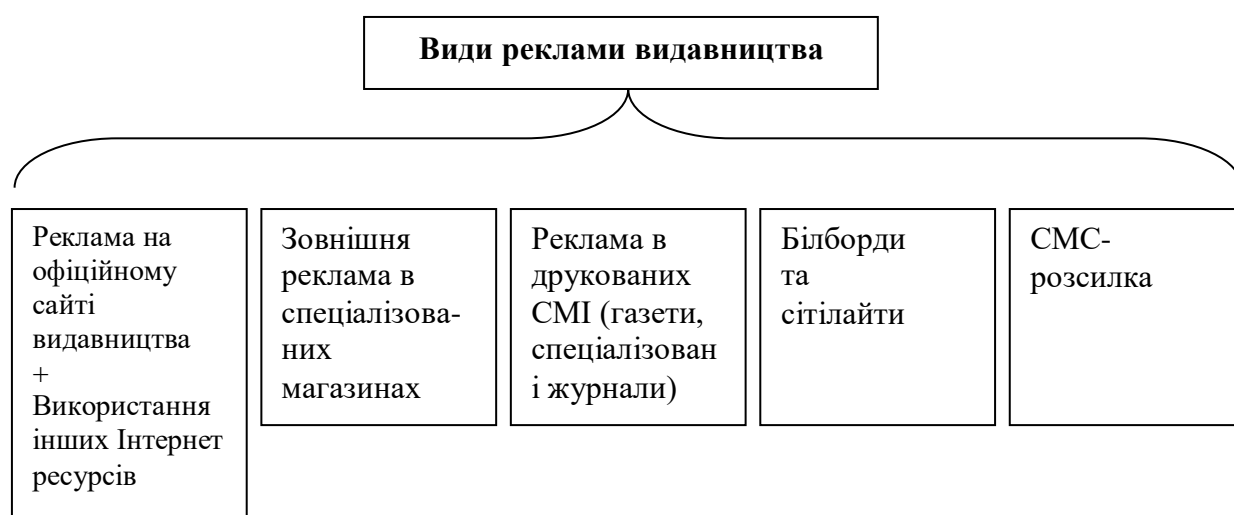 Види реклами видавництва
Реклама на
офіційному
сайті
видавництва
+
Використання
інших Інтернет
ресурсів
Зовнішня
реклама в
спеціалізова-
них
магазинах
Реклама в
друкованих
СМІ (газети,
спеціалізован
і журнали)
Білборди
та
сітілайти
СМС-
розсилка